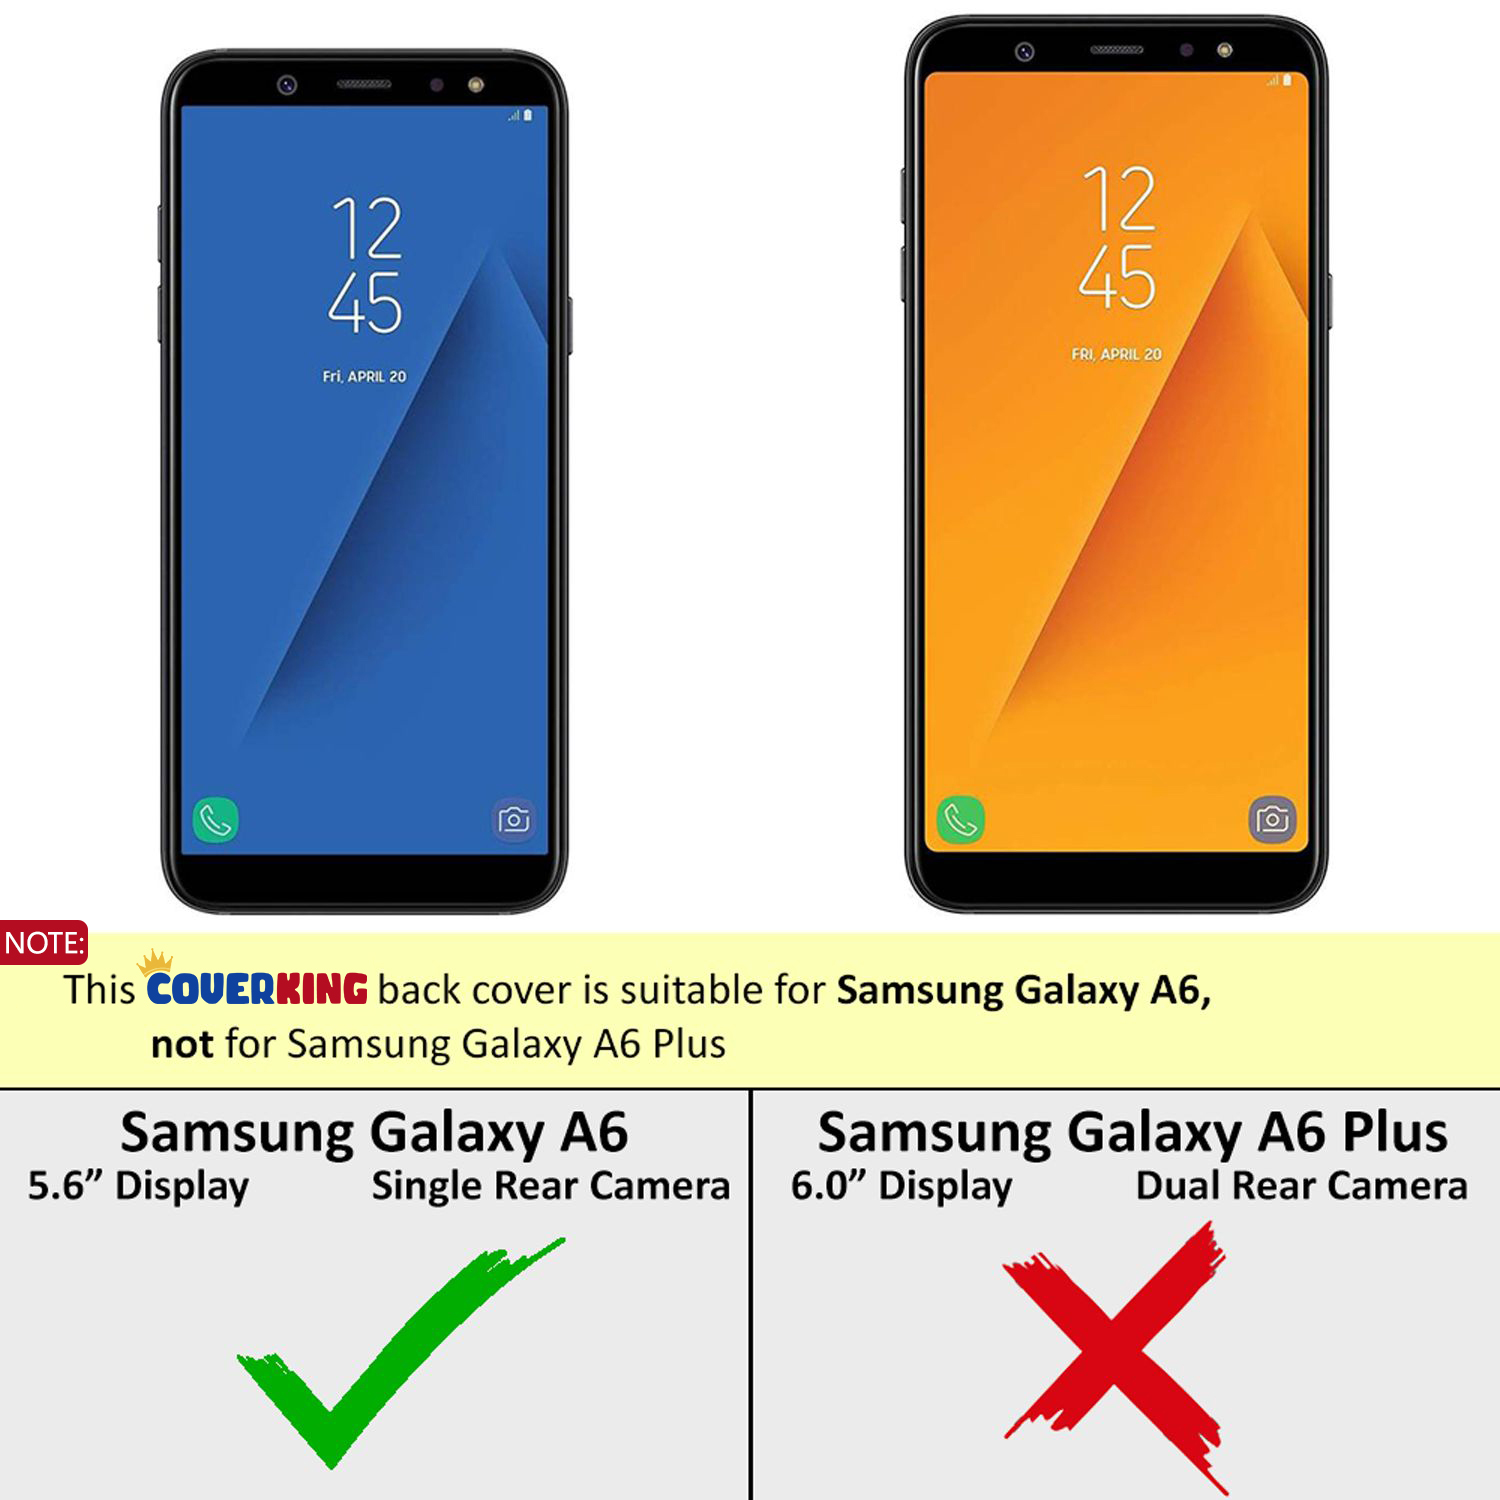 12
45
Fri, APRIL 20
12
45
FRI, APRIL 20
NOTE:
This COVERKING back cover is suitable for Samsung Galaxy A6,
not for Samsung Galaxy A6 Plus
Samsung Galaxy A6
5.6” Display Single Rear Camera
Samsung Galaxy A6 Plus
6.0” Display Dual Rear Camera